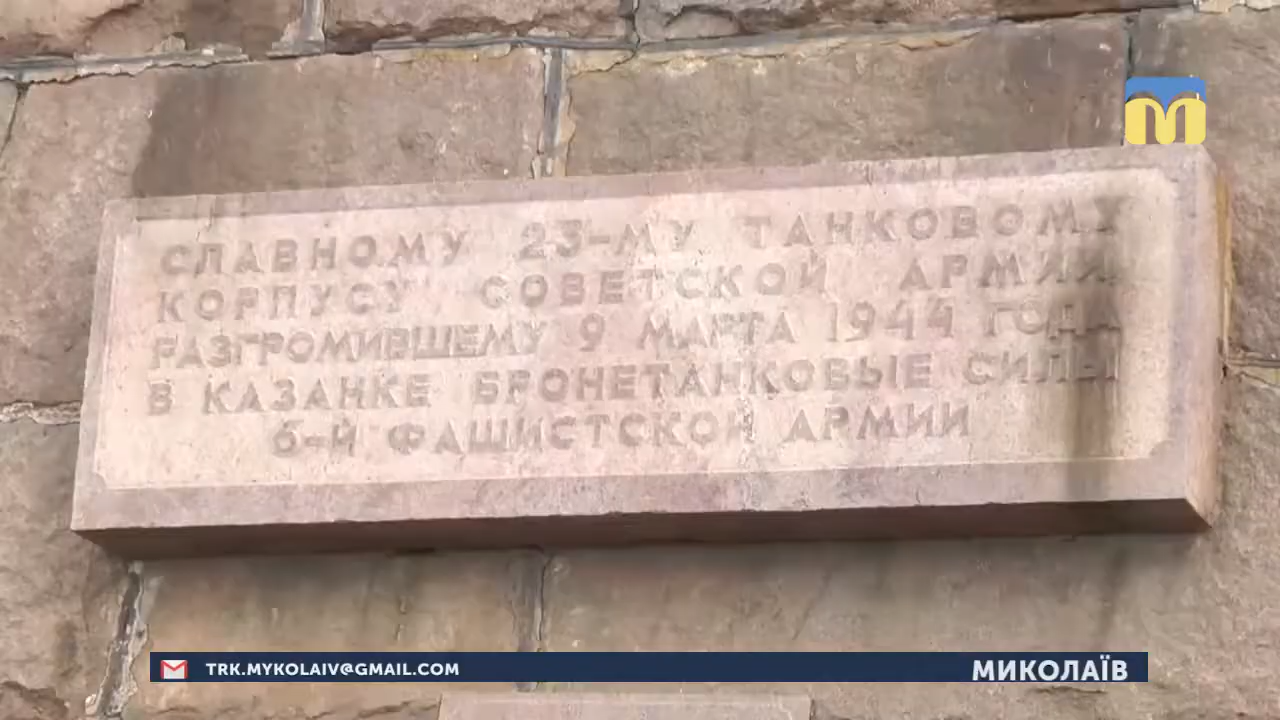 СЛАВНОМУ 23-МУ ТАНКОВОМУ
КОРПУСУ СОВЕТСКОЙ АРМИИ
РАЗГРОМИВШЕМУ 9 МАРТА 1944 ГОДА
В КАЗАНКЕ БРОНЕТАНКОВЫЕ СИЛЫ
6-Й ФАШИСТСКОЙ АРМИИ
TRK.MYKOLAIV@GMAIL.COM
МИКОЛАЇВ